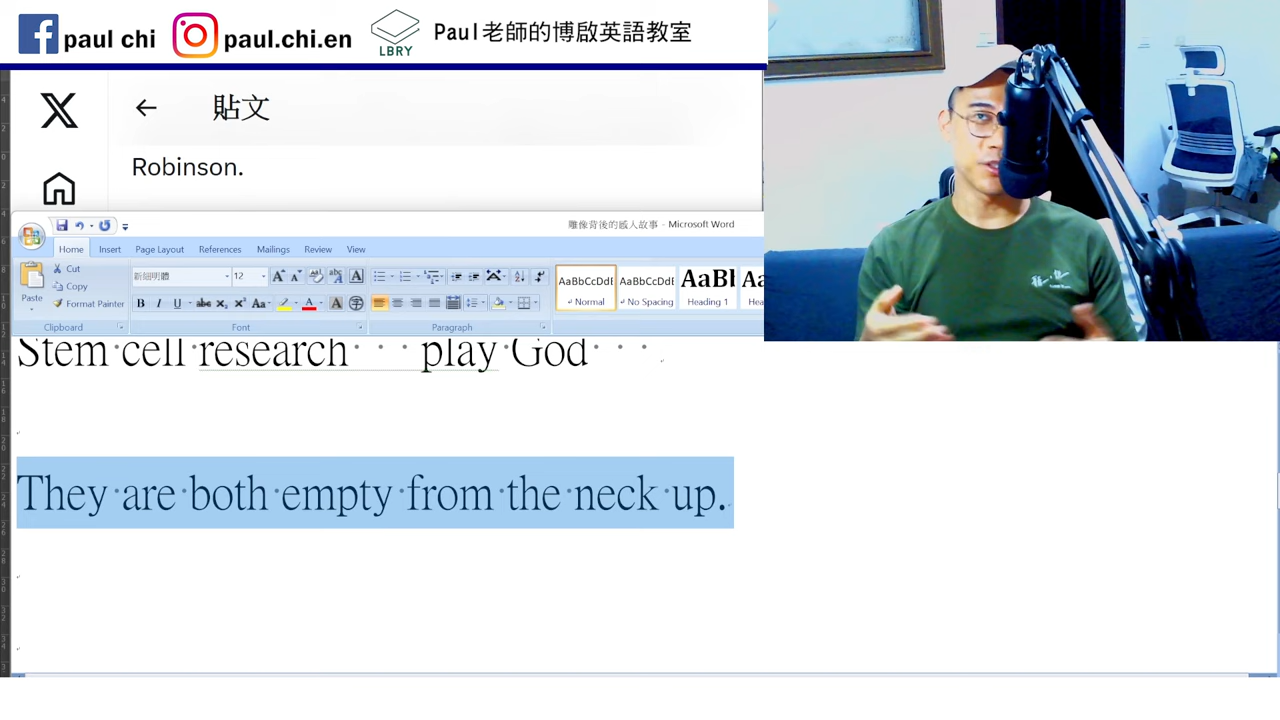 paul chi
paul.chi.en
LBRY
Paul老師的博啟英語教室
貼文
Robinson.
雕像背後的感人故事 - Microsoft Word
Home Insert Page Layout References Mailings Review View
Paste
Cut
Copy
Format Painter
Clipboard
新細明體 12
Font
Paragraph
AaBbCcDdE Normal
AaBbCcDdE No Spacing
Heading 1
Stem cell research play God
They are both empty from the neck up.